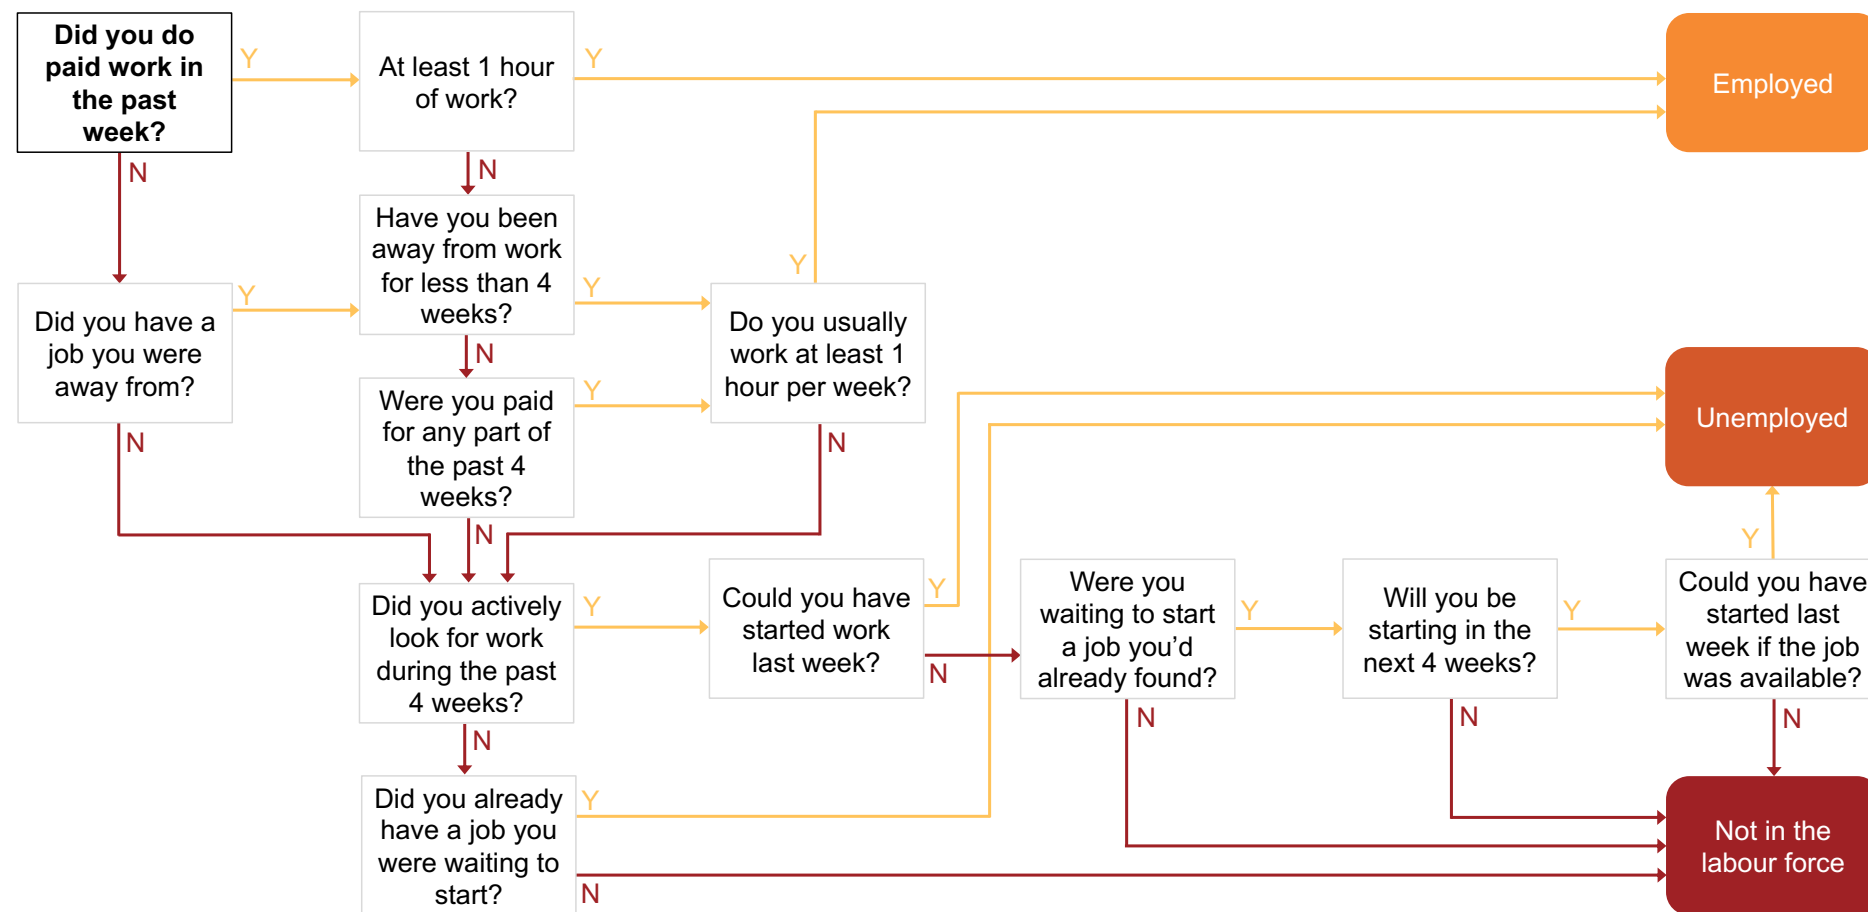 Did you do
paid work in
the past
week?
Y
At least 1 hour
of work?
Y
Employed
N
N
Have you been
away from work
for less than 4
weeks?
Y
Y
Y
Did you have a
job you were
away from?
Do you usually
work at least 1
hour per week?
N
Were you paid
for any part of
the past 4
weeks?
Y
Unemployed
N
N
N
Y
Did you actively
look for work
during the past
4 weeks?
Y
Could you have
started work
last week?
Y
N
Were you
waiting to start
a job you’d
already found?
Y
Will you be
starting in the
next 4 weeks?
Y
Could you have
started last
week if the job
was available?
N
N
N
N
Did you already
have a job you
were waiting to
start?
Y
N
Not in the
labour force